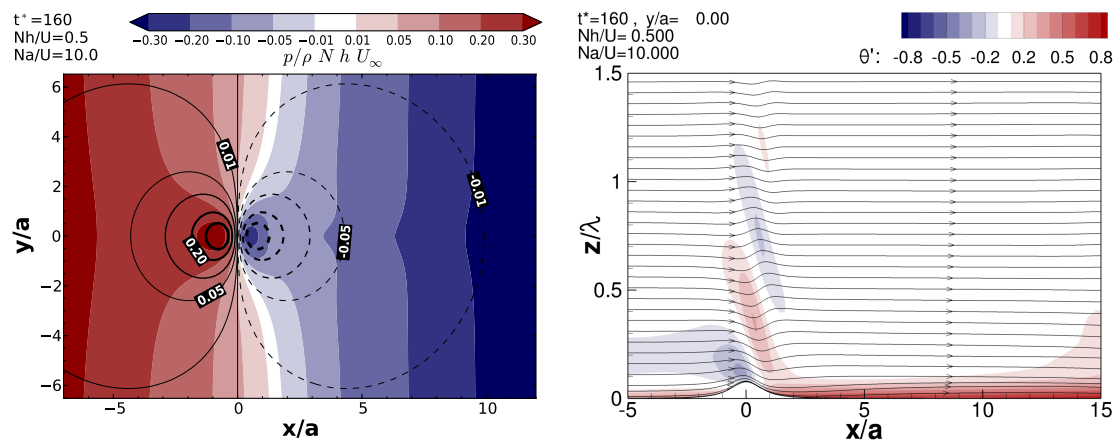 t*=160
Nh/U=0.5
Na/U=10.0
−0.30 −0.20 −0.10 −0.05 −0.01 0.01 0.05 0.10 0.20 0.30
p/ρ N h U∞
y/a
6
4
2
0
−2
−4
−6
0.01
0.20
0.05
-0.01
-0.05
−5 0 5 10
x/a
t*=160 , y/a= 0.00
Nh/U= 0.500
Na/U=10.000
θ': -0.8 -0.5 -0.2 0.2 0.5 0.8
z/λ
1.5
1
0.5
0
-5 0 5 10 15
x/a